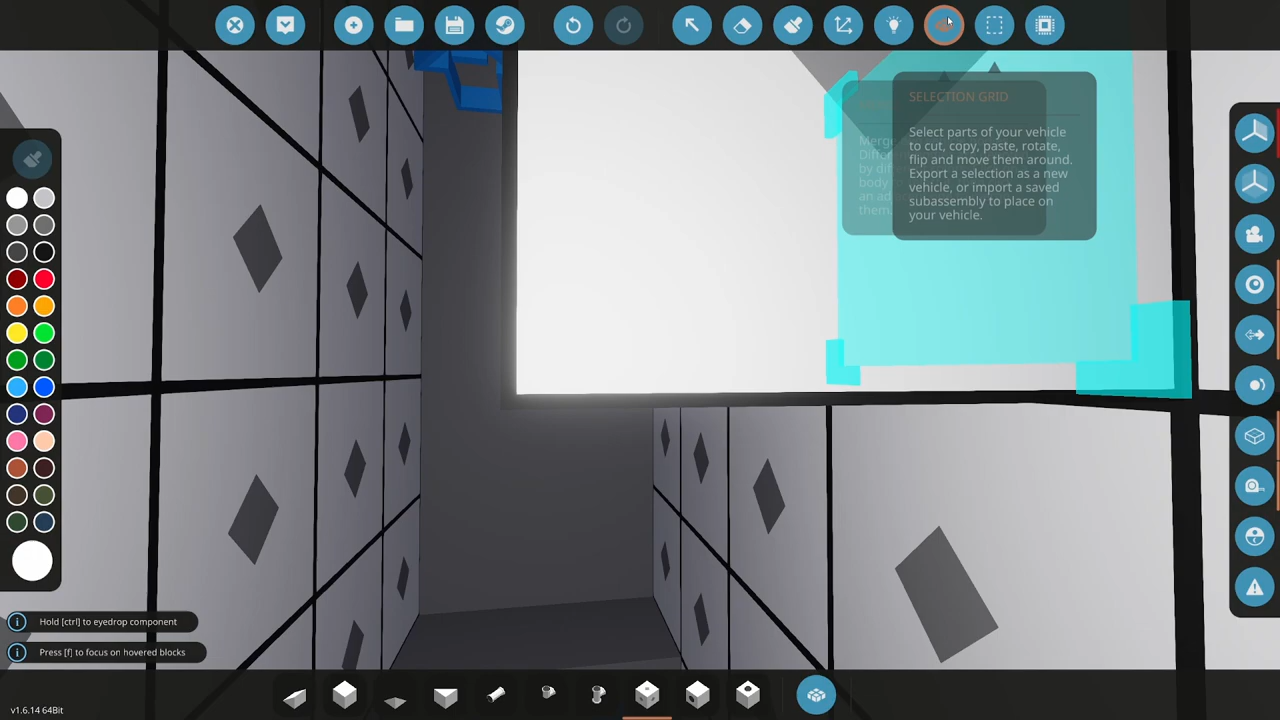 SELECTION GRID
Select parts of your vehicle
to cut, copy, paste, rotate,
flip and move them around.
Export a selection as a new
vehicle, or import a saved
subassembly to place on
your vehicle.
Hold [ctrl] to eyedrop component
Press [f] to focus on hovered blocks
v1.6.14 64Bit